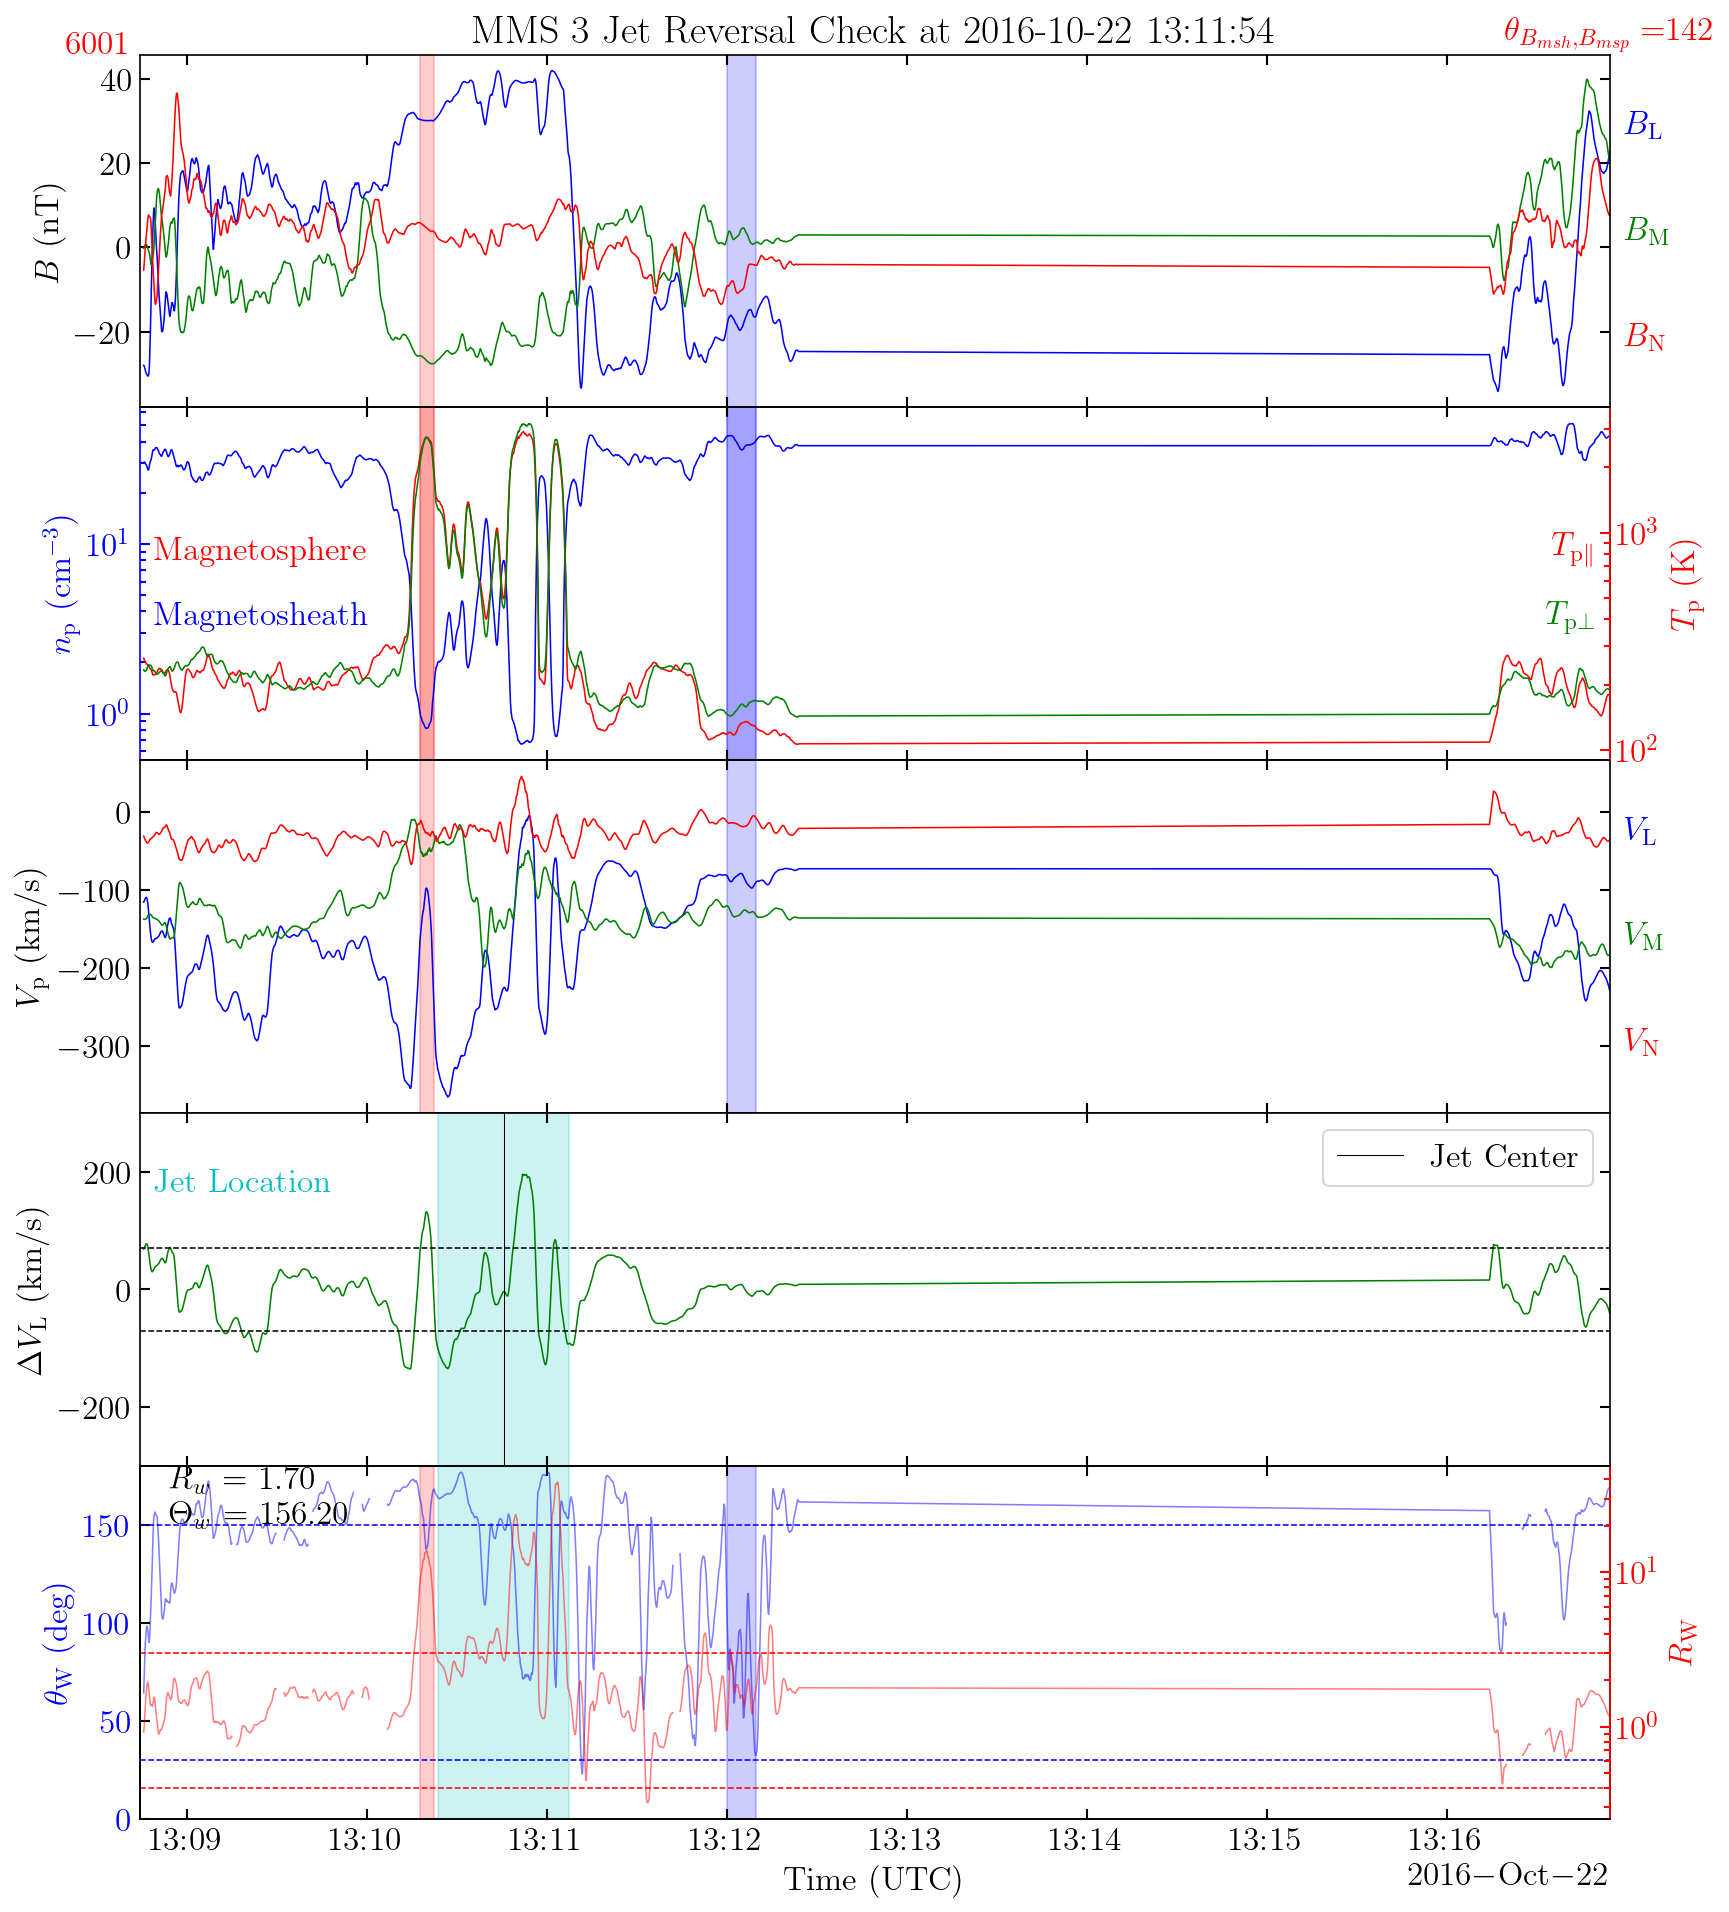 MMS 3 Jet Reversal Check at 2016-10-22 13:11:54
6001
θ_{B_{msh},B_{msp}} =142
40
20
0
−20
B (nT)
B_L
B_M
B_N
10^1
10^0
n_p (cm^{−3})
Magnetosphere
Magnetosheath
T_{p∥}
T_{p⊥}
10^3
10^2
T_p (K)
0
−100
−200
−300
V_p (km/s)
V_L
V_M
V_N
Jet Location
Jet Center
200
0
−200
ΔV_L (km/s)
R_w = 1.70
Θ_w = 156.20
150
100
50
0
θ_W (deg)
10^1
10^0
R_W
13:09 13:10 13:11 13:12 13:13 13:14 13:15 13:16
Time (UTC)
2016−Oct−22